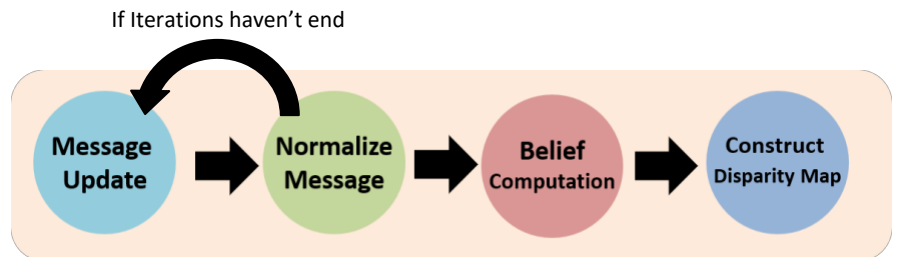 If Iterations haven’t end
Message
Update
Normalize
Message
Belief
Computation
Construct
Disparity Map